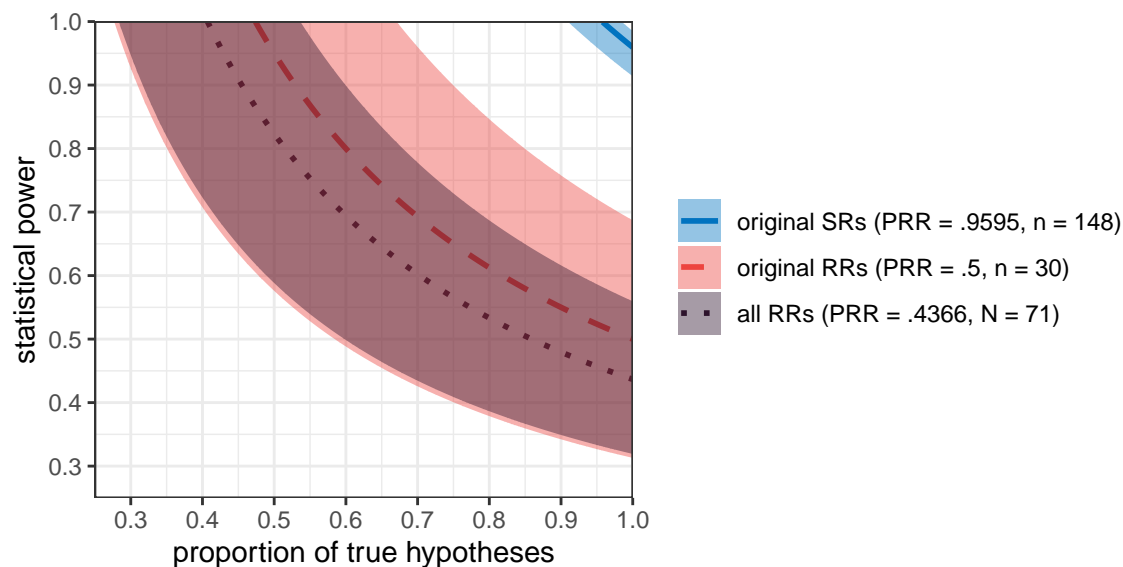 1.0
0.9
0.8
0.7
0.6
0.5
0.4
0.3
statistical power
0.3 0.4 0.5 0.6 0.7 0.8 0.9 1.0
proportion of true hypotheses
original SRs (PRR = .9595, n = 148)
original RRs (PRR = .5, n = 30)
all RRs (PRR = .4366, N = 71)